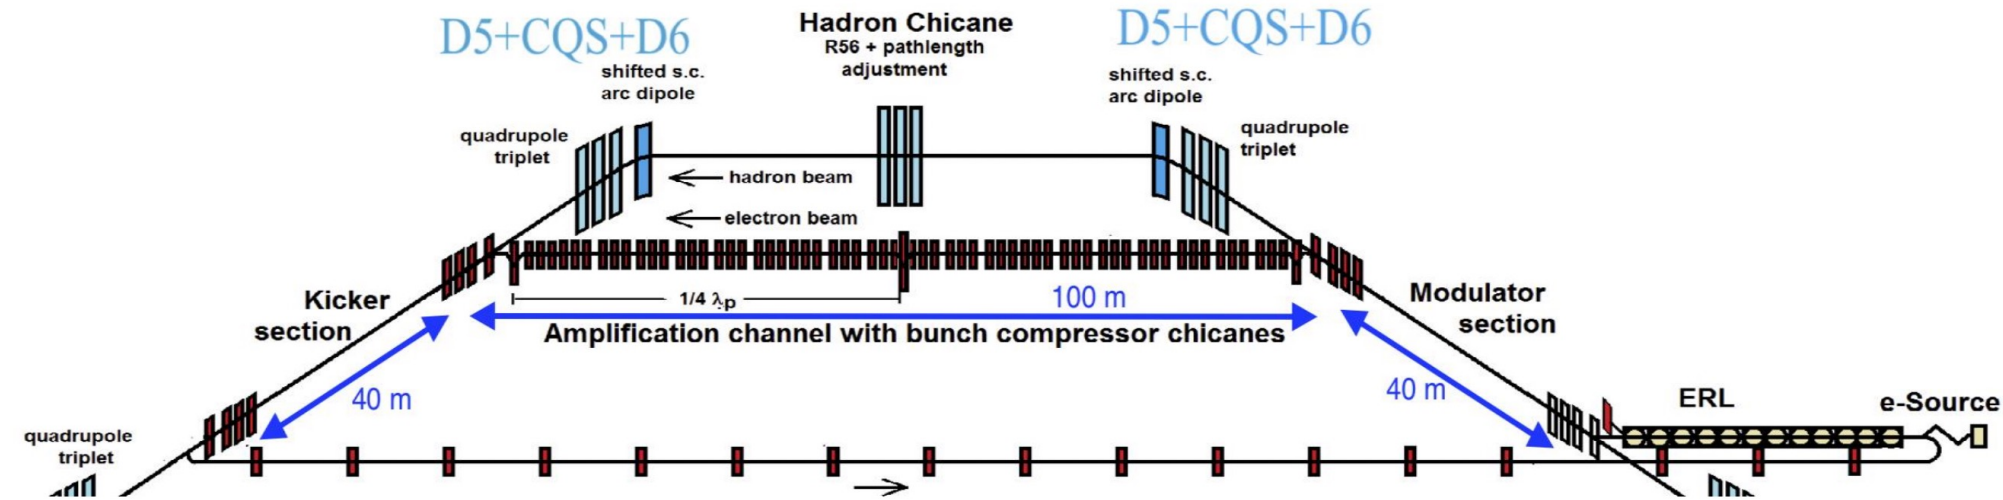 D5+CQS+D6
Hadron Chicane
R56 + pathlength
adjustment
D5+CQS+D6
shifted s.c.
arc dipole
shifted s.c.
arc dipole
quadrupole
triplet
quadrupole
triplet
hadron beam
electron beam
1/4 λp
100 m
Amplification channel with bunch compressor chicanes
Kicker
section
Modulator
section
40 m
40 m
ERL
e-Source
quadrupole
triplet